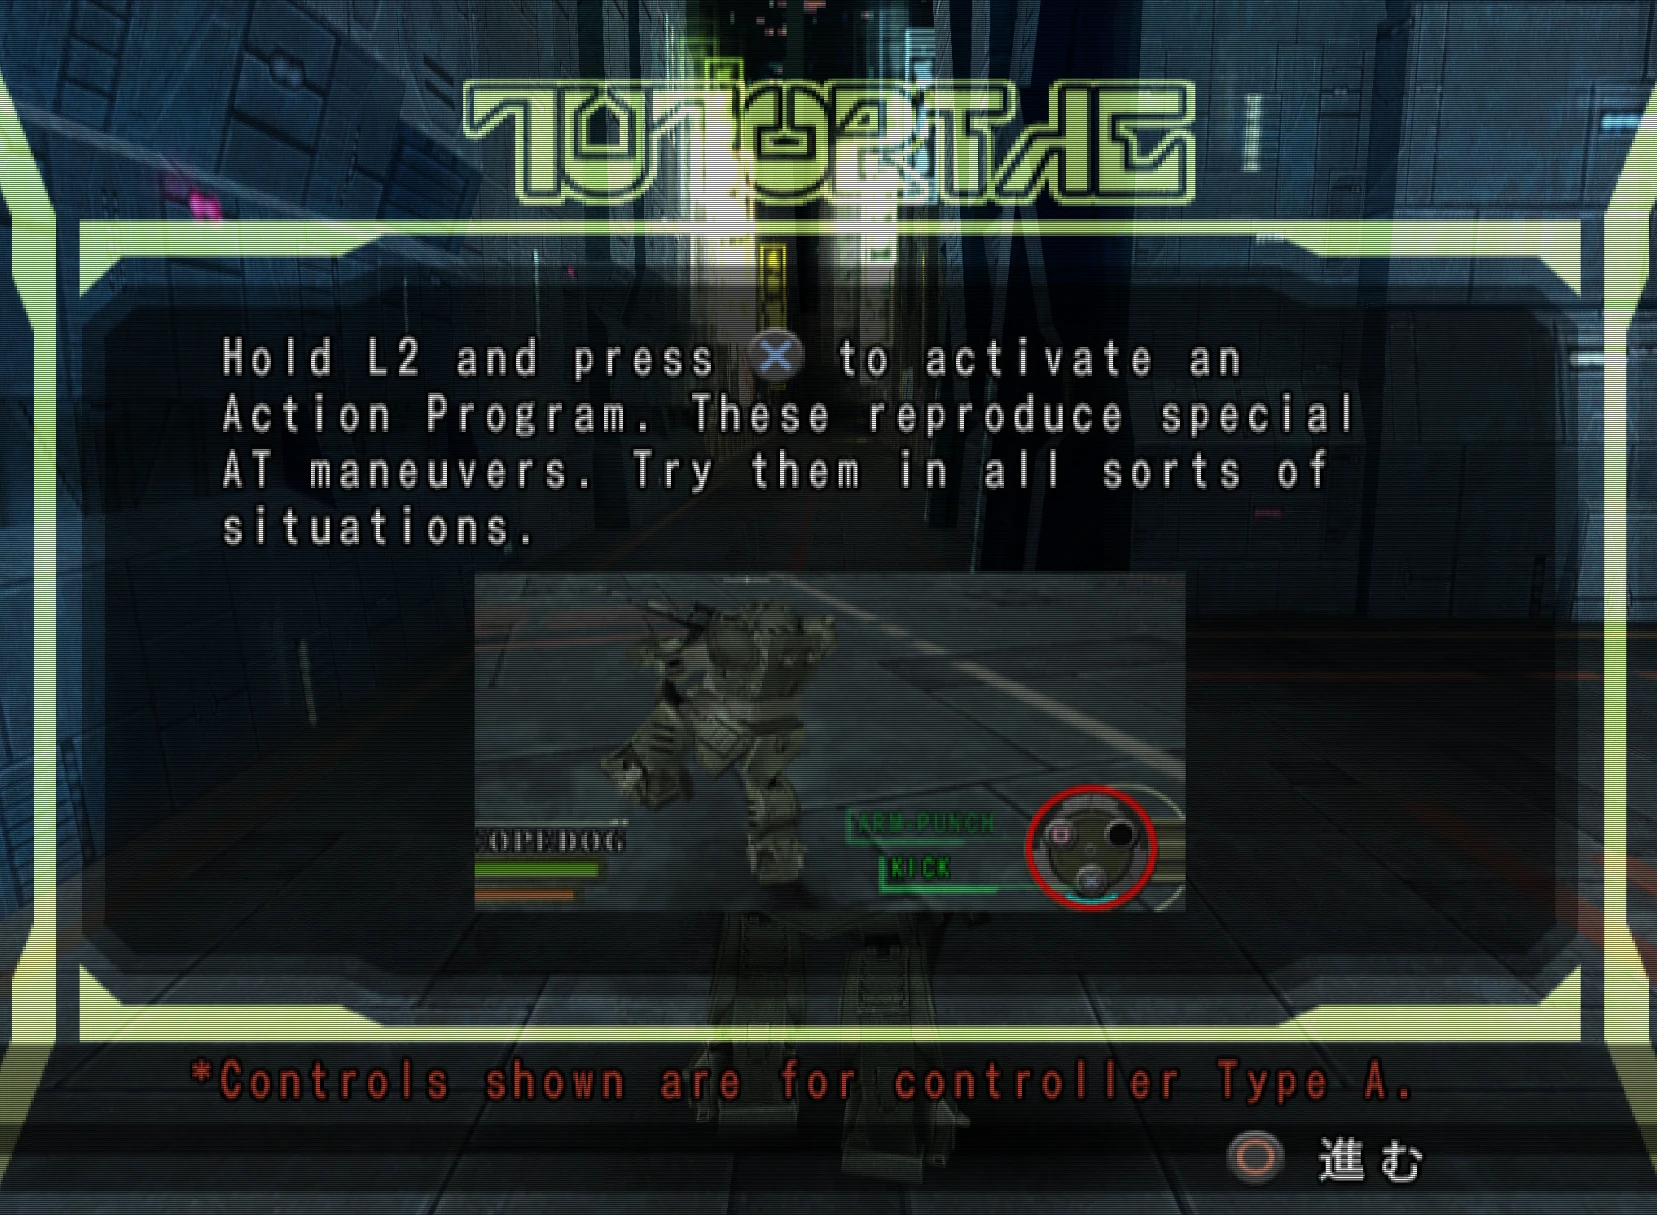 TUTORIAL
Hold L2 and press to activate an
Action Program. These reproduce special
AT maneuvers. Try them in all sorts of
situations.
ARM-PUNCH
COPEDOG
KICK
*Controls shown are for controller Type A.
進む